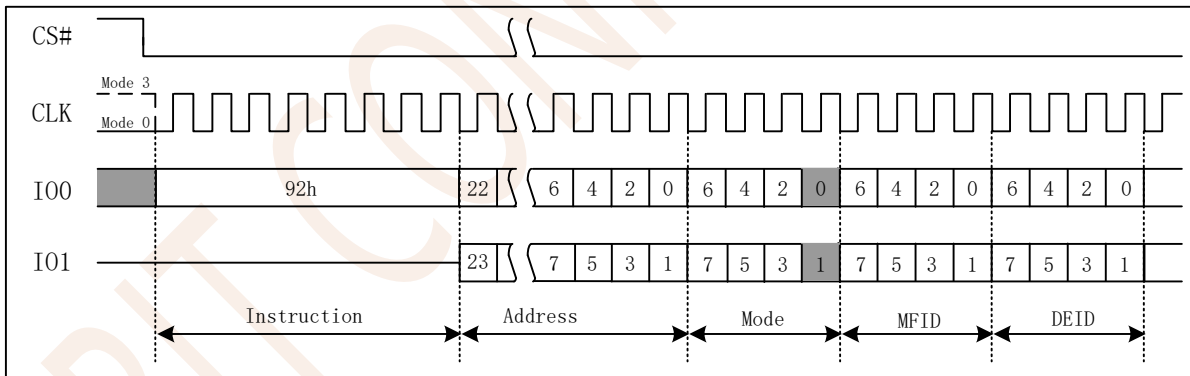 CS#
Mode 3
CLK
Mode 0
IO0 92h 22 6 4 2 0 6 4 2 0 6 4 2 0 6 4 2 0
IO1 23 7 5 3 1 7 5 3 1 7 5 3 1 7 5 3 1
Instruction Address Mode MFID DEID